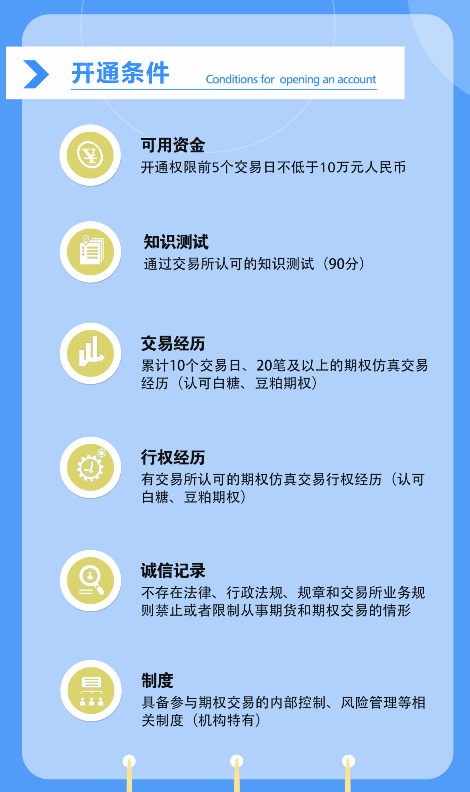 开通条件 Conditions for opening an account
可用资金
开通权限前5个交易日不低于10万元人民币
知识测试
通过交易所认可的知识测试（90分）
交易经历
累计10个交易日、20笔及以上的期权仿真交易
经历（认可白糖、豆粕期权）
行权经历
有交易所认可的期权仿真交易行权经历（认可
白糖、豆粕期权）
诚信记录
不存在法律、行政法规、规章和交易所业务规
则禁止或者限制从事期货和期权交易的情形
制度
具备参与期权交易的内部控制、风险管理等相
关制度（机构特有）